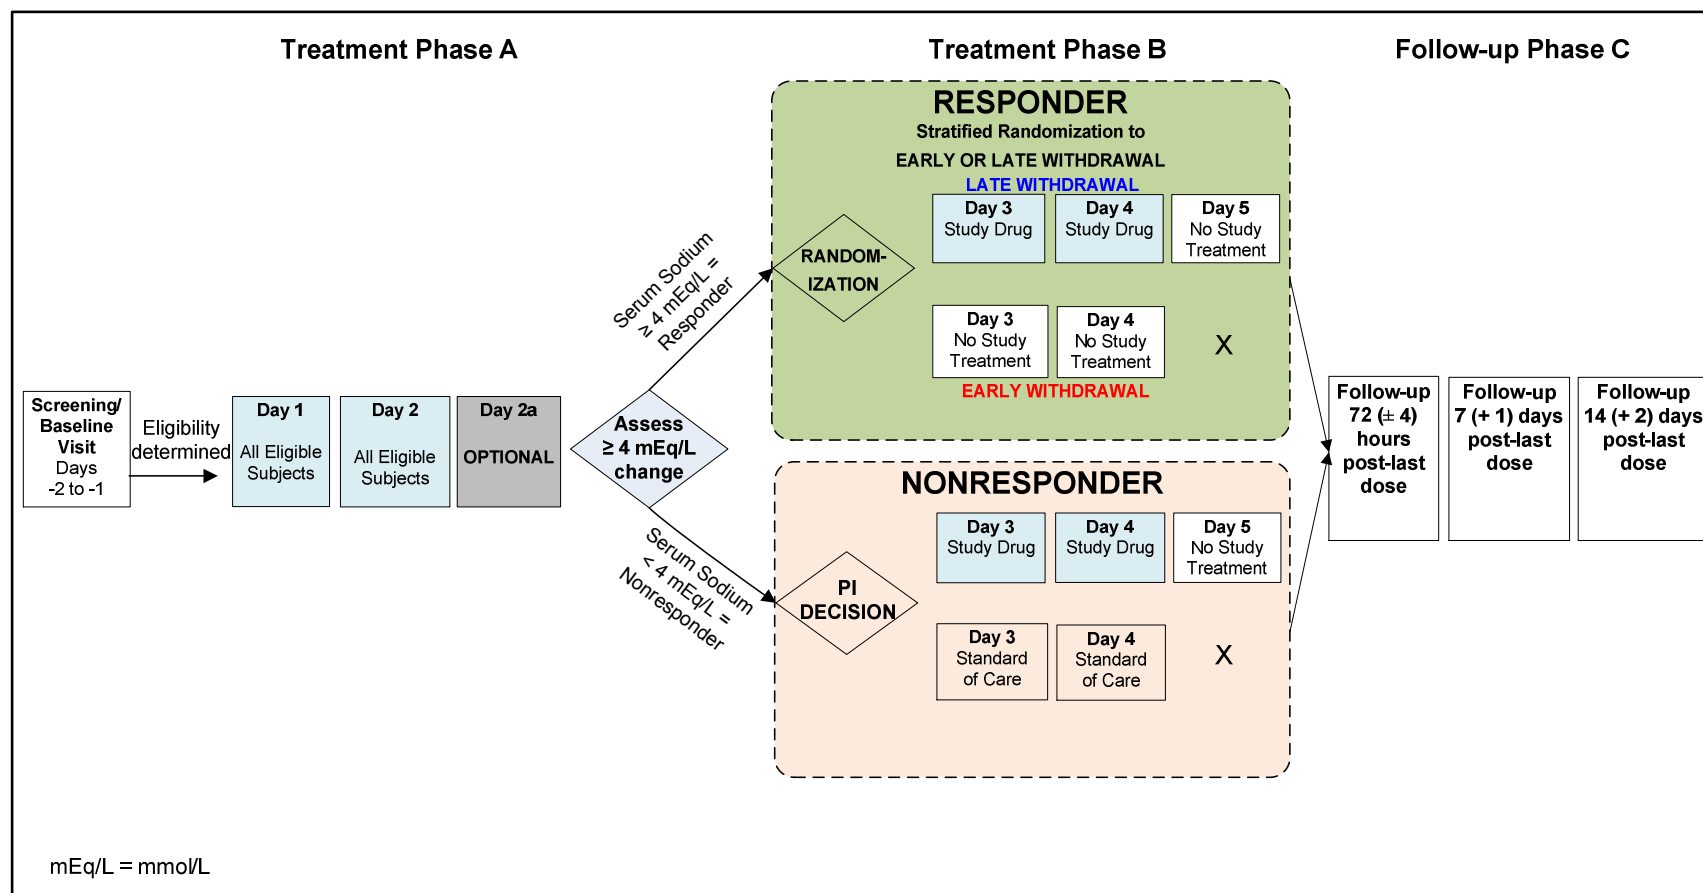 Treatment Phase A
Treatment Phase B
Follow-up Phase C
Screening/
Baseline
Visit
Days
-2 to -1
Eligibility
determined
Day 1
All Eligible
Subjects
Day 2
All Eligible
Subjects
Day 2a
OPTIONAL
Assess
≥ 4 mEq/L
change
Serum Sodium
≥ 4 mEq/L =
Responder
Serum Sodium
< 4 mEq/L =
Nonresponder
RESPONDER
Stratified Randomization to
EARLY OR LATE WITHDRAWAL
LATE WITHDRAWAL
RANDOM-
IZATION
Day 3
Study Drug
Day 4
Study Drug
Day 5
No Study
Treatment
Day 3
No Study
Treatment
Day 4
No Study
Treatment
X
EARLY WITHDRAWAL
NONRESPONDER
PI
DECISION
Day 3
Study Drug
Day 4
Study Drug
Day 5
No Study
Treatment
Day 3
Standard
of Care
Day 4
Standard
of Care
X
Follow-up
72 (± 4)
hours
post-last
dose
Follow-up
7 (+ 1) days
post-last
dose
Follow-up
14 (+ 2) days
post-last
dose
mEq/L = mmol/L